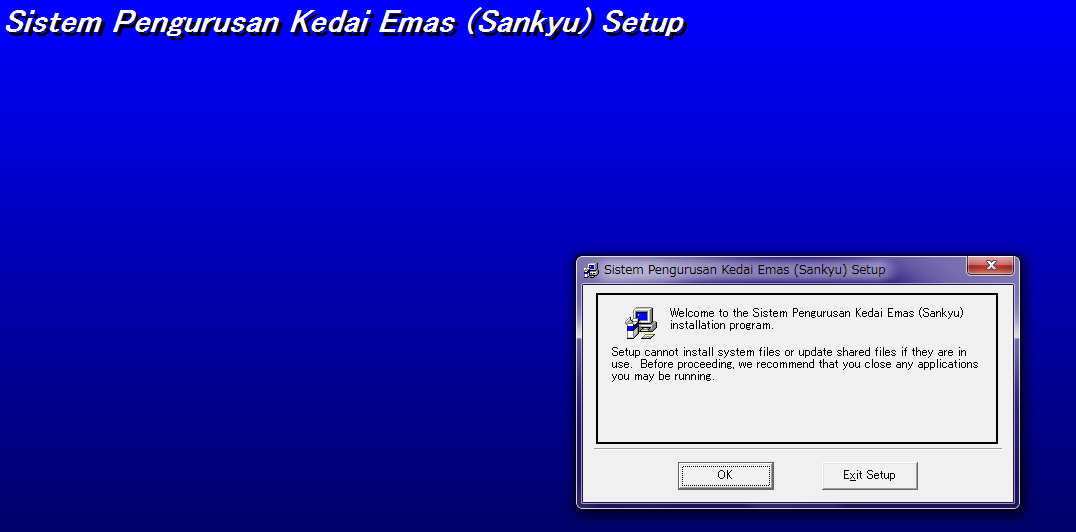 Sistem Pengurusan Kedai Emas (Sankyu) Setup
Sistem Pengurusan Kedai Emas (Sankyu) Setup
Welcome to the Sistem Pengurusan Kedai Emas (Sankyu)
installation program.
Setup cannot install system files or update shared files if they are in
use.  Before proceeding, we recommend that you close any applications
you may be running.
OK
Exit Setup